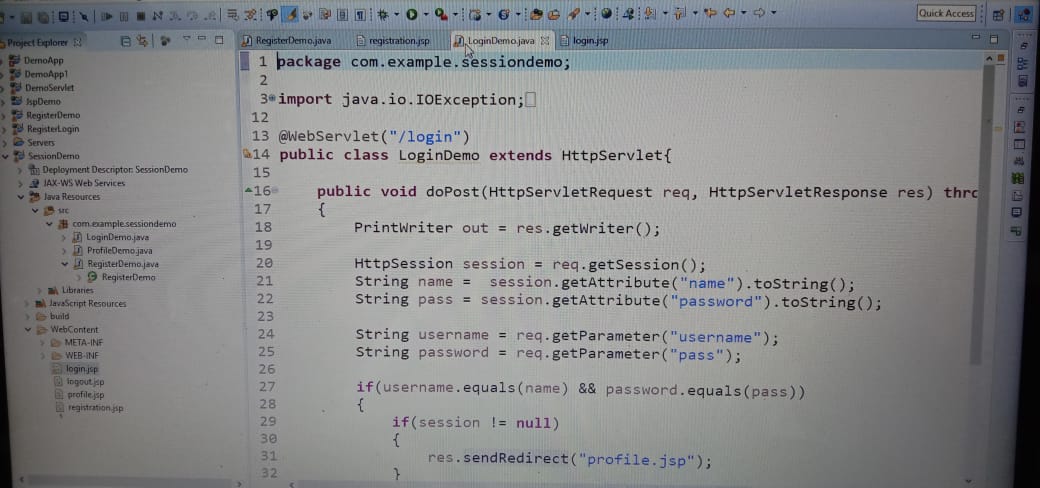 Quick Access
Project Explorer
RegisterDemo.java
registration.jsp
LoginDemo.java
login.jsp
DemoApp
DemoApp1
DemoServlet
JspDemo
RegisterDemo
RegisterLogin
Servers
SessionDemo
Deployment Descriptor: SessionDemo
JAX-WS Web Services
Java Resources
src
com.example.sessiondemo
LoginDemo.java
ProfileDemo.java
RegisterDemo.java
RegisterDemo
Libraries
JavaScript Resources
build
WebContent
META-INF
WEB-INF
login.jsp
logout.jsp
profile.jsp
registration.jsp
1 package com.example.sessiondemo;
2
3 import java.io.IOException;
12
13 @WebServlet("/login")
14 public class LoginDemo extends HttpServlet{
15
16 public void doPost(HttpServletRequest req, HttpServletResponse res) thro
17 {
18 PrintWriter out = res.getWriter();
19
20 HttpSession session = req.getSession();
21 String name = session.getAttribute("name").toString();
22 String pass = session.getAttribute("password").toString();
23
24 String username = req.getParameter("username");
25 String password = req.getParameter("pass");
26
27 if(username.equals(name) && password.equals(pass))
28 {
29 if(session != null)
30 {
31 res.sendRedirect("profile.jsp");
32 }